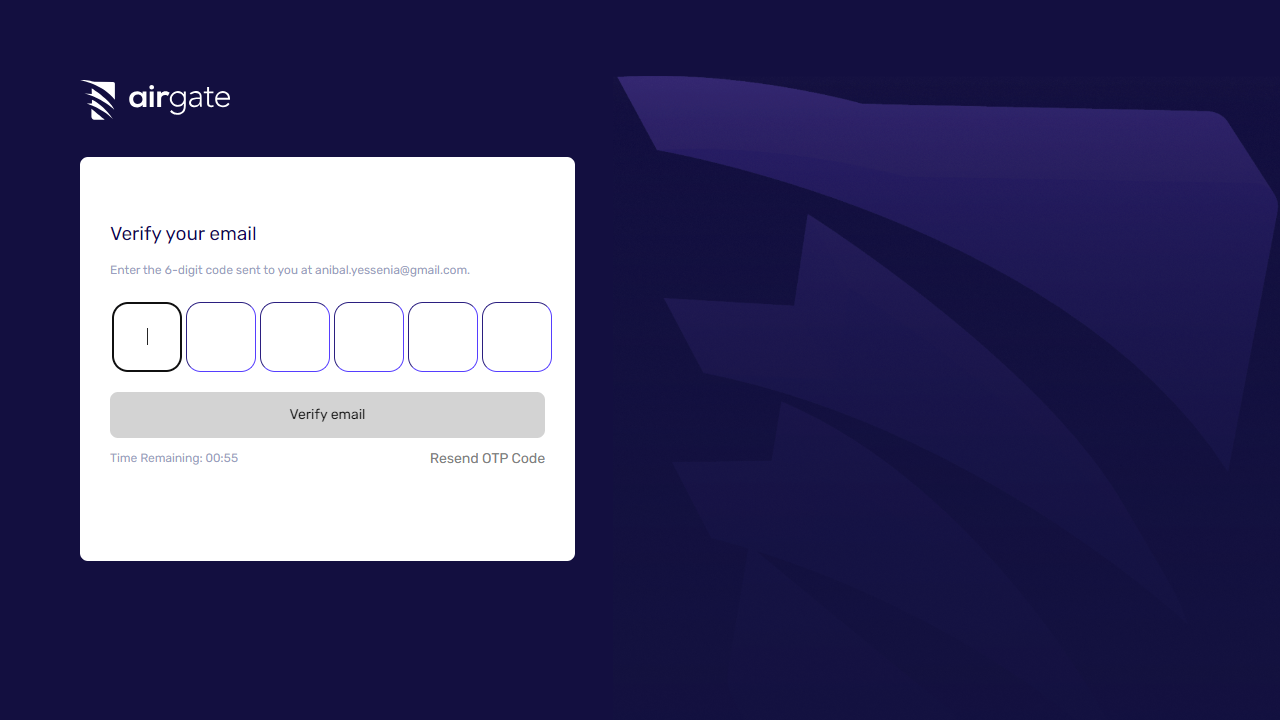 airgate
Verify your email
Enter the 6-digit code sent to you at anibal.yessenia@gmail.com.
Verify email
Time Remaining: 00:55
Resend OTP Code